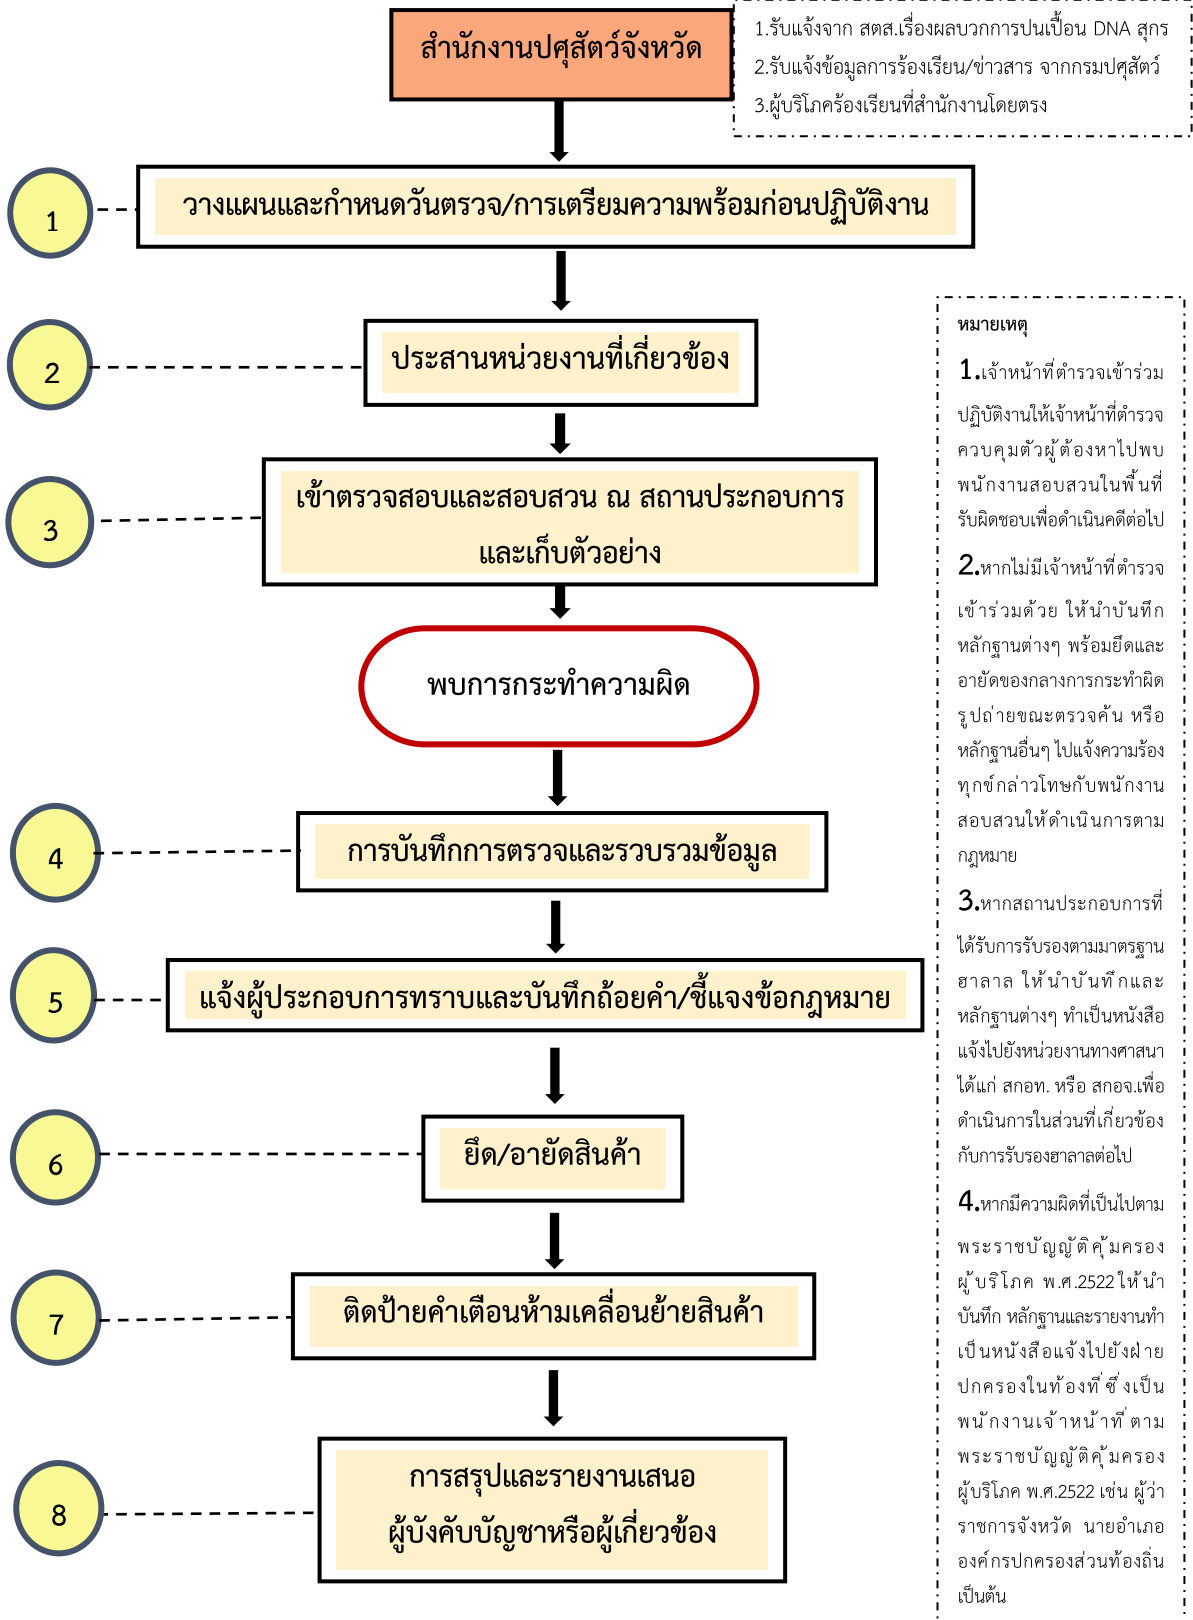 สำนักงานปศุสัตว์จังหวัด
1.รับแจ้งจาก สตส.เรื่องผลบวกการปนเปื้อน DNA สุกร
2.รับแจ้งข้อมูลการร้องเรียน/ข่าวสาร จากกรมปศุสัตว์
3.ผู้บริโภคร้องเรียนที่สำนักงานโดยตรง
1
วางแผนและกำหนดวันตรวจ/การเตรียมความพร้อมก่อนปฏิบัติงาน
2
ประสานหน่วยงานที่เกี่ยวข้อง
3
เข้าตรวจสอบและสอบสวน ณ สถานประกอบการ
และเก็บตัวอย่าง
พบการกระทำความผิด
4
การบันทึกการตรวจและรวบรวมข้อมูล
5
แจ้งผู้ประกอบการทราบและบันทึกถ้อยคำ/ชี้แจงข้อกฎหมาย
6
ยึด/อายัดสินค้า
7
ติดป้ายคำเตือนห้ามเคลื่อนย้ายสินค้า
8
การสรุปและรายงานเสนอ
ผู้บังคับบัญชาหรือผู้เกี่ยวข้อง
หมายเหตุ
1.เจ้าหน้าที่ตำรวจเข้าร่วม
ปฏิบัติงานให้เจ้าหน้าที่ตำรวจ
ควบคุมตัวผู้ต้องหาไปพบ
พนักงานสอบสวนในพื้นที่
รับผิดชอบเพื่อดำเนินคดีต่อไป
2.หากไม่มีเจ้าหน้าที่ตำรวจ
เข้าร่วมด้วย ให้นำบันทึก
หลักฐานต่างๆ พร้อมยึดและ
อายัดของกลางการกระทำผิด
รูปถ่ายขณะตรวจค้น หรือ
หลักฐานอื่นๆ ไปแจ้งความร้อง
ทุกข์กล่าวโทษกับพนักงาน
สอบสวนให้ดำเนินการตาม
กฎหมาย
3.หากสถานประกอบการที่
ได้รับการรับรองตามมาตรฐาน
ฮาลาล ให้นำบันทึกและ
หลักฐานต่างๆ ทำเป็นหนังสือ
แจ้งไปยังหน่วยงานทางศาสนา
ได้แก่ สกอท. หรือ สกอจ.เพื่อ
ดำเนินการในส่วนที่เกี่ยวข้อง
กับการรับรองฮาลาลต่อไป
4.หากมีความผิดที่เป็นไปตาม
พระราชบัญญัติคุ้มครอง
ผู้บริโภค พ.ศ.2522ให้นำ
บันทึก หลักฐานและรายงานทำ
เป็นหนังสือแจ้งไปยังฝ่าย
ปกครองในท้องที่ซึ่งเป็น
พนักงานเจ้าหน้าที่ตาม
พระราชบัญญัติคุ้มครอง
ผู้บริโภค พ.ศ.2522 เช่น ผู้ว่า
ราชการจังหวัด นายอำเภอ
องค์กรปกครองส่วนท้องถิ่น
เป็นต้น